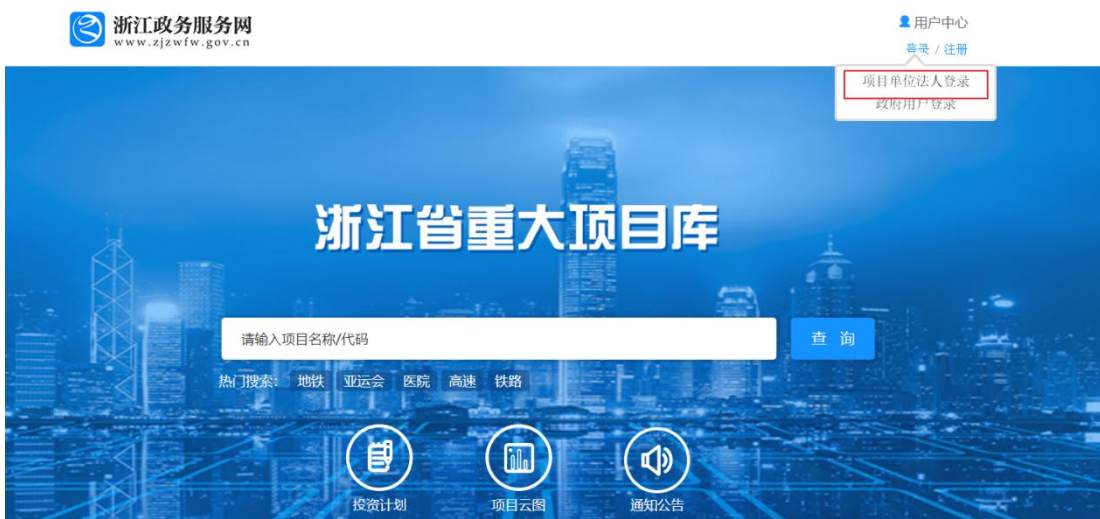 浙江政务服务网
www.zjzwfw.gov.cn
用户中心
登录 / 注册
项目单位法人登录
政府用户登录
浙江省重大项目库
请输入项目名称/代码
查 询
热门搜索： 地铁 亚运会 医院 高速 铁路
投资计划 项目云图 通知公告